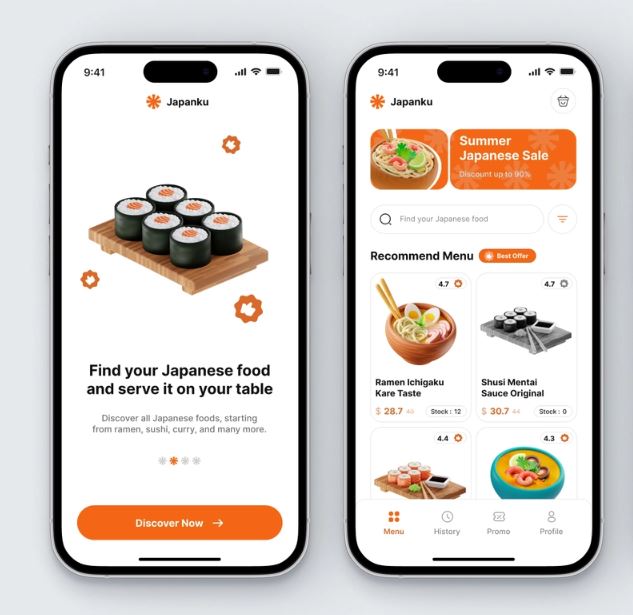 9:41
Japanku
Find your Japanese food
and serve it on your table
Discover all Japanese foods, starting
from ramen, sushi, curry, and many more.
Discover Now →
9:41
Japanku
Summer
Japanese Sale
Discount up to 90%
Find your Japanese food
Recommend Menu
Best Offer
4.7
Ramen Ichigaku
Kare Taste
$ 28.7
Stock : 12
4.7
Shusi Mentai
Sauce Original
$ 30.7 44
Stock : 0
4.4
4.3
Menu
History
Promo
Profile